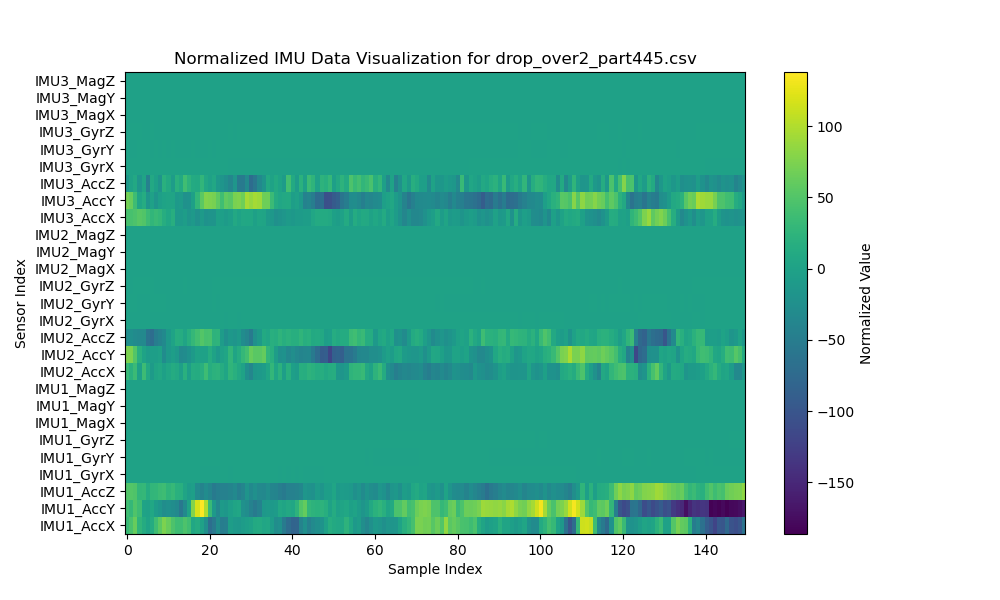 Normalized IMU Data Visualization for drop_over2_part445.csv
IMU3_MagZ
IMU3_MagY
IMU3_MagX
IMU3_GyrZ
IMU3_GyrY
IMU3_GyrX
IMU3_AccZ
IMU3_AccY
IMU3_AccX
IMU2_MagZ
IMU2_MagY
IMU2_MagX
IMU2_GyrZ
IMU2_GyrY
IMU2_GyrX
IMU2_AccZ
IMU2_AccY
IMU2_AccX
IMU1_MagZ
IMU1_MagY
IMU1_MagX
IMU1_GyrZ
IMU1_GyrY
IMU1_GyrX
IMU1_AccZ
IMU1_AccY
IMU1_AccX
Sensor Index
0 20 40 60 80 100 120 140
Sample Index
100
50
0
−50
−100
−150
Normalized Value